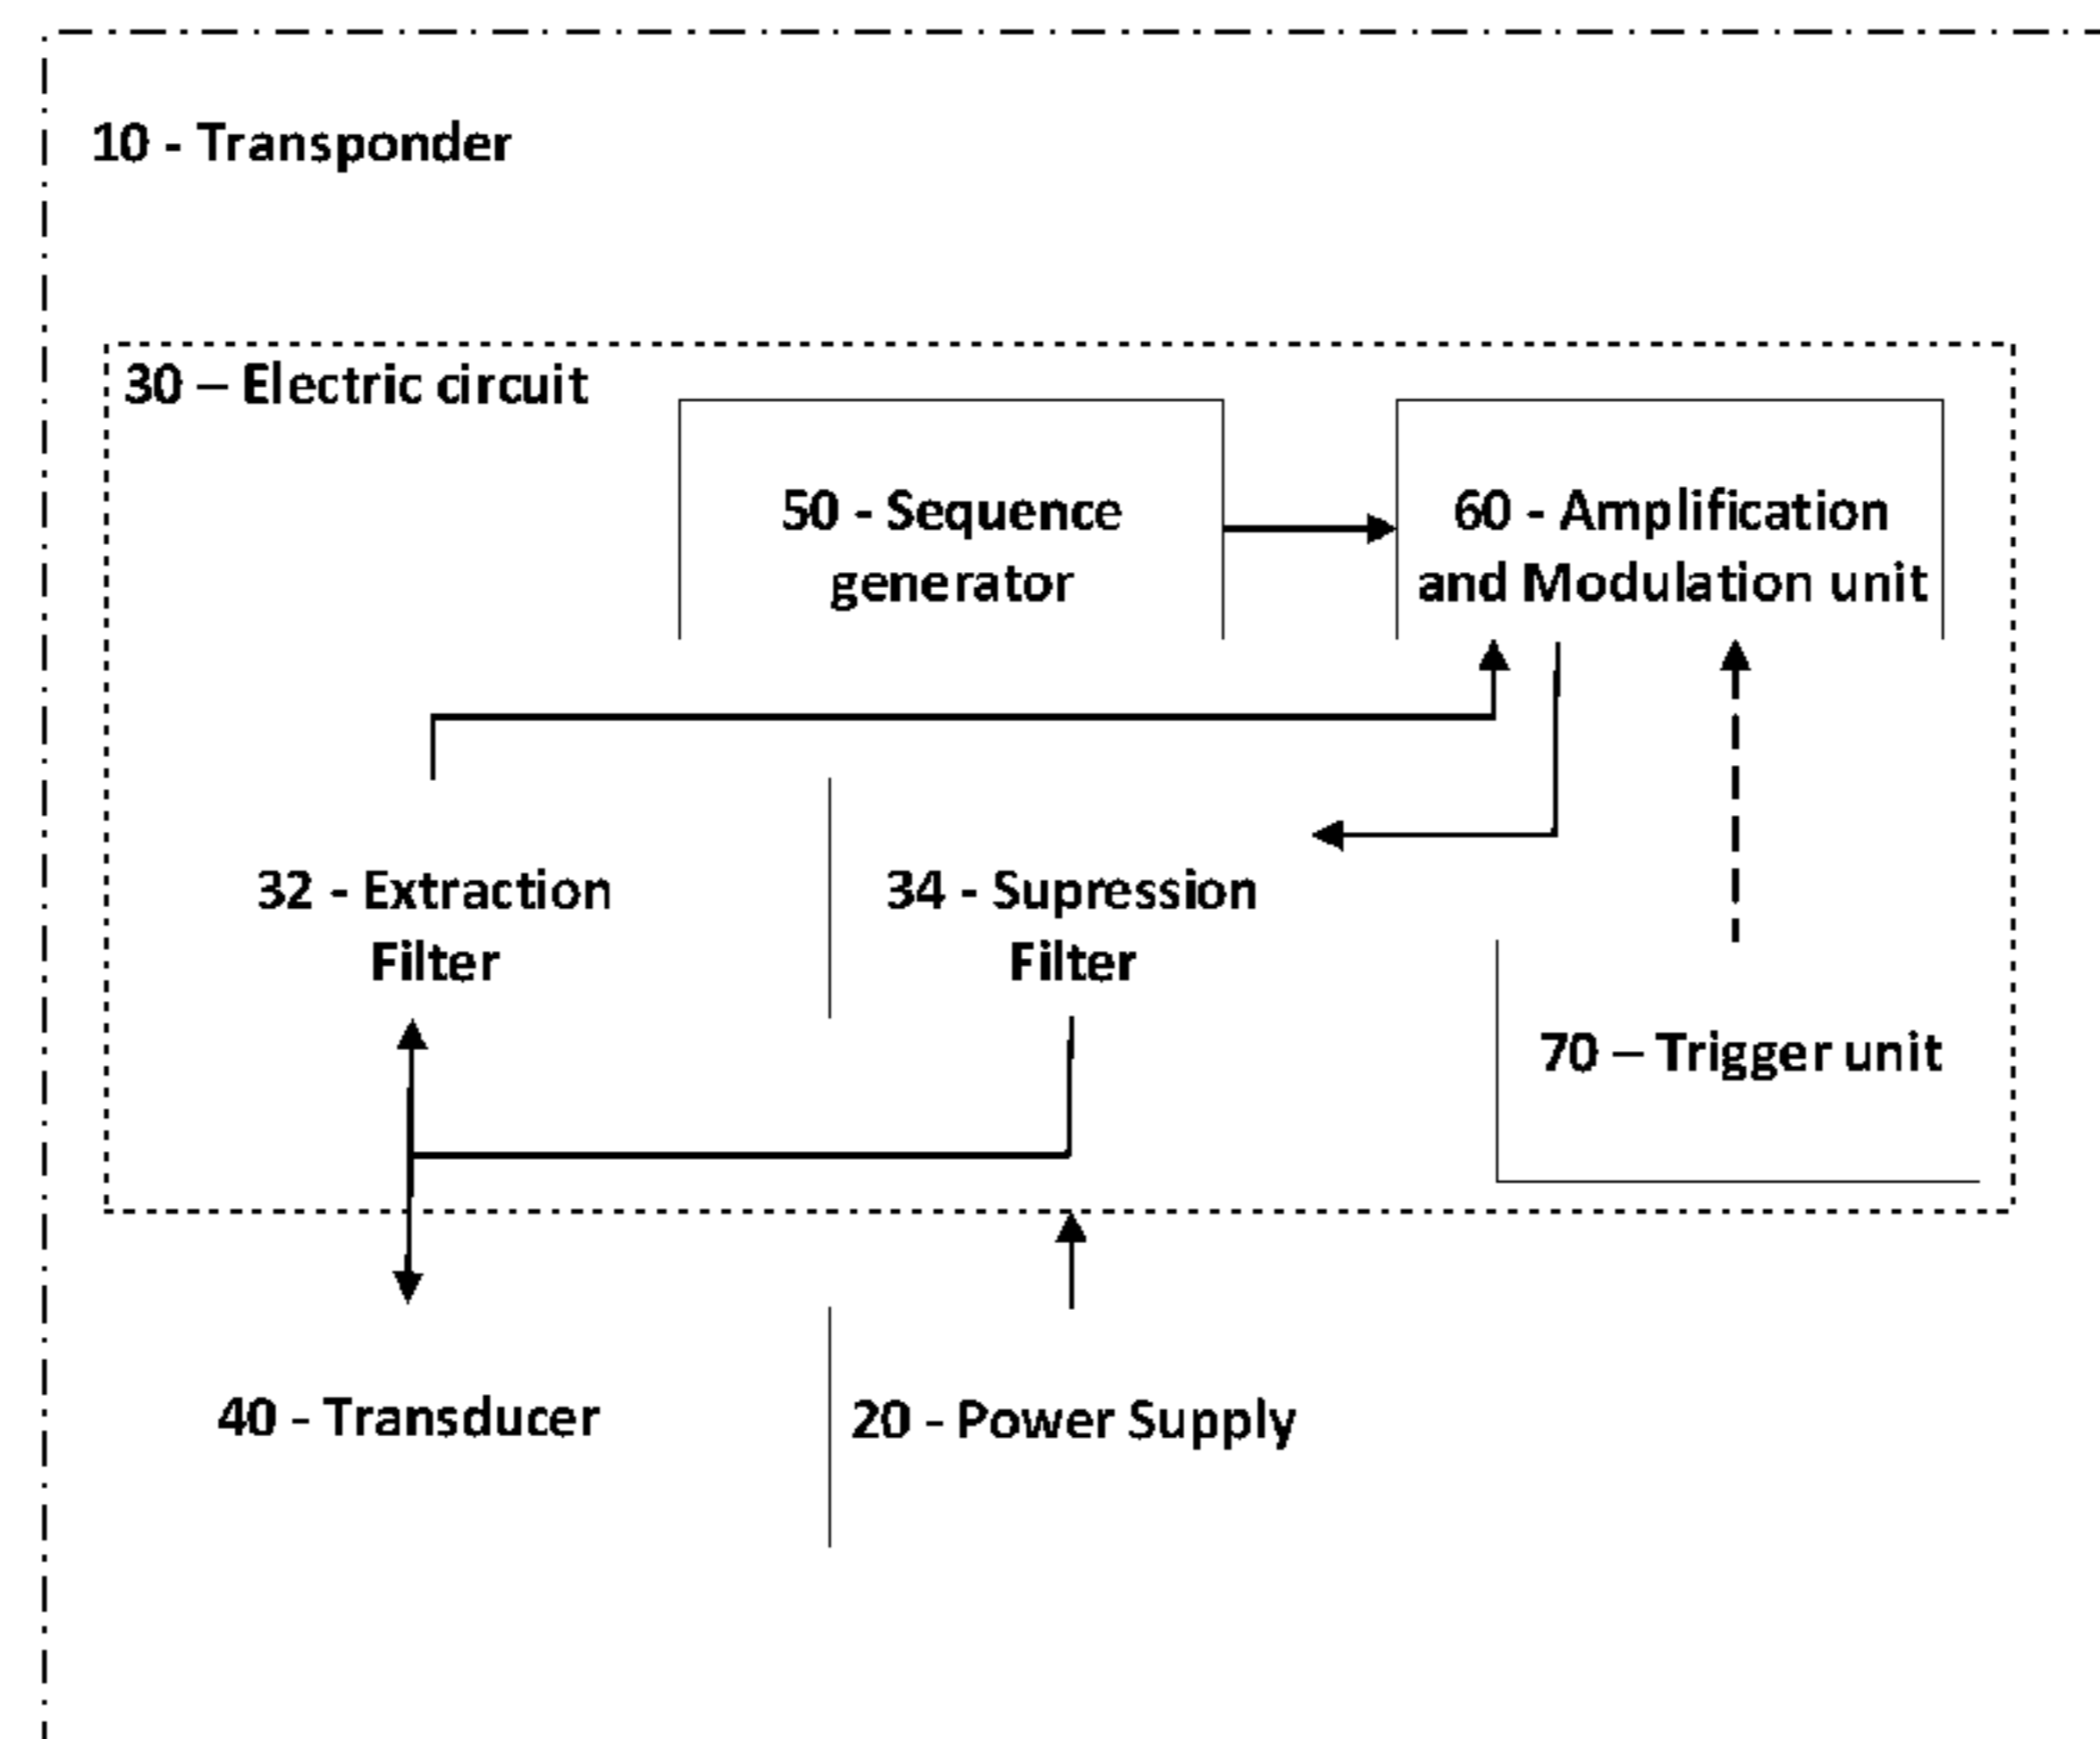 10 - Transponder
30 – Electric circuit
50 - Sequence
generator
60 - Amplification
and Modulation unit
32 - Extraction
Filter
34 - Supression
Filter
70 – Trigger unit
40 - Transducer
20 - Power Supply